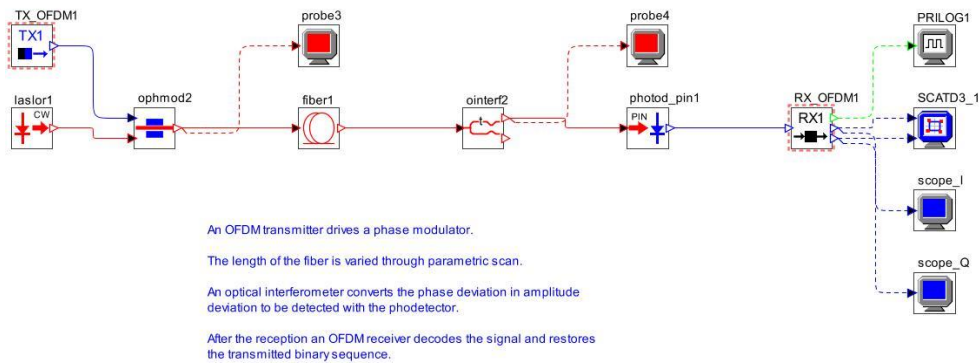 TX_OFDM1
probe3
probe4
PRILOG1
TX1
laslor1
ophmod2
fiber1
ointerf2
photod_pin1
RX_OFDM1
SCATD3_1
CW
t
PIN
RX1
scope_I
An OFDM transmitter drives a phase modulator.
scope_Q
The length of the fiber is varied through parametric scan.
An optical interferometer converts the phase deviation in amplitude
deviation to be detected with the phodetector.
After the reception an OFDM receiver decodes the signal and restores
the transmitted binary sequence.